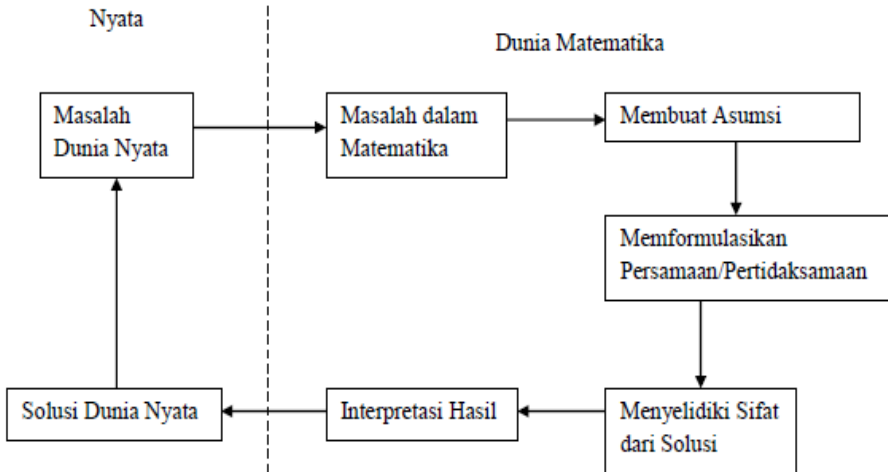 Nyata
Dunia Matematika
Masalah
Dunia Nyata
Masalah dalam
Matematika
Membuat Asumsi
Memformulasikan
Persamaan/Pertidaksamaan
Menyelidiki Sifat
dari Solusi
Interpretasi Hasil
Solusi Dunia Nyata